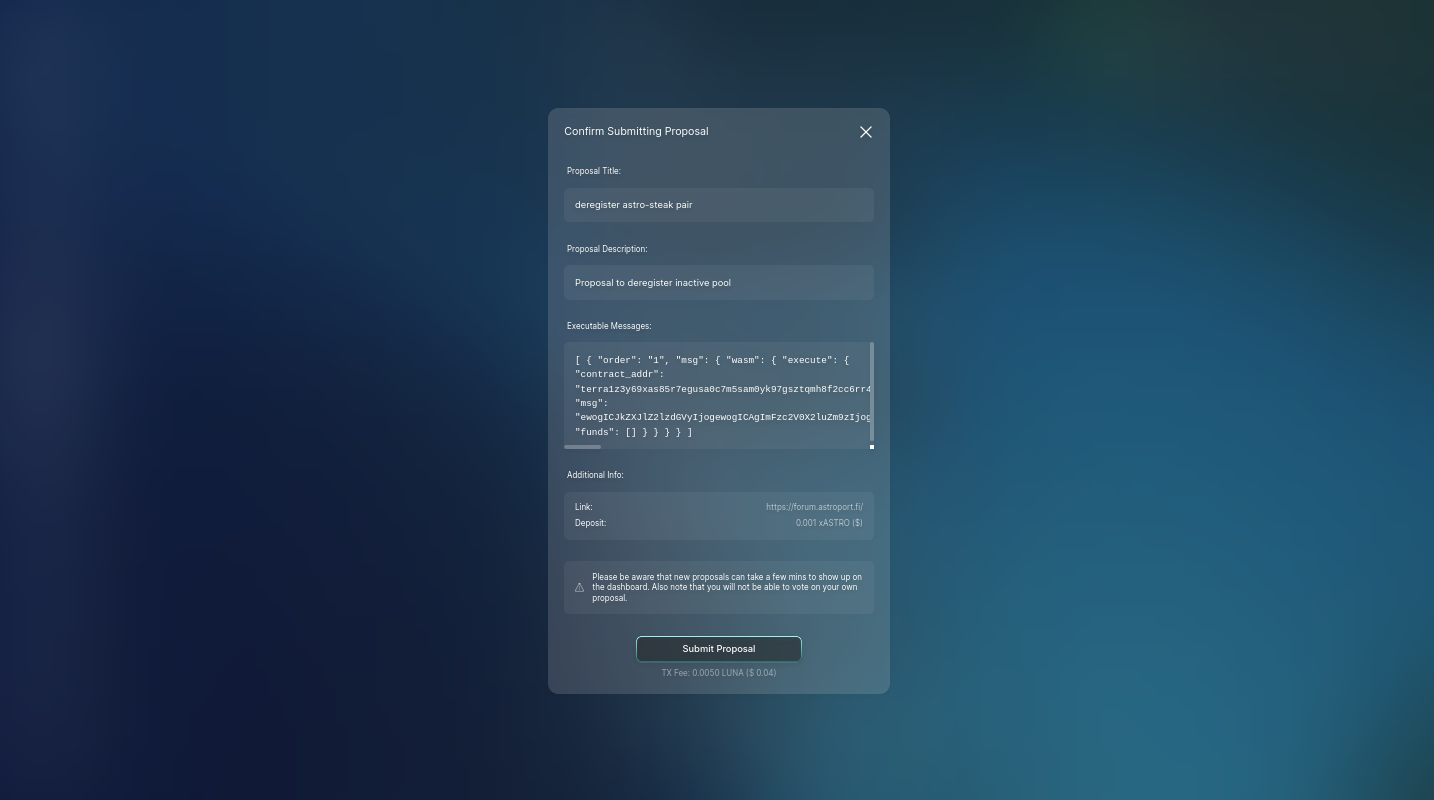 Confirm Submitting Proposal
Proposal Title:
deregister astro-steak pair
Proposal Description:
Proposal to deregister inactive pool
Executable Messages:
[ { "order": "1", "msg": { "wasm": { "execute": {
"contract_addr":
"terra1z3y69xas85r7egusa0c7m5sam0yk97gsztqmh8f2cc6rr4
"msg":
"ewogICJkZXJlZ2lzdGVyIjogewogICAgImFzc2V0X2luZm9zIjog
"funds": [] } } } } ]
Additional Info:
Link: https://forum.astroport.fi/
Deposit: 0.001 xASTRO ($)
Please be aware that new proposals can take a few mins to show up on
the dashboard. Also note that you will not be able to vote on your own
proposal.
Submit Proposal
TX Fee: 0.0050 LUNA ($ 0.04)